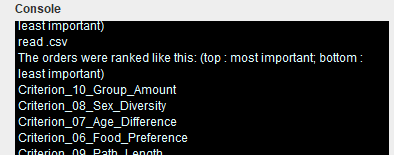 Console
least important)
read .csv
The orders were ranked like this: (top : most important; bottom :
least important)
Criterion_10_Group_Amount
Criterion_08_Sex_Diversity
Criterion_07_Age_Difference
Criterion_06_Food_Preference
Criterion_09_Path_Length